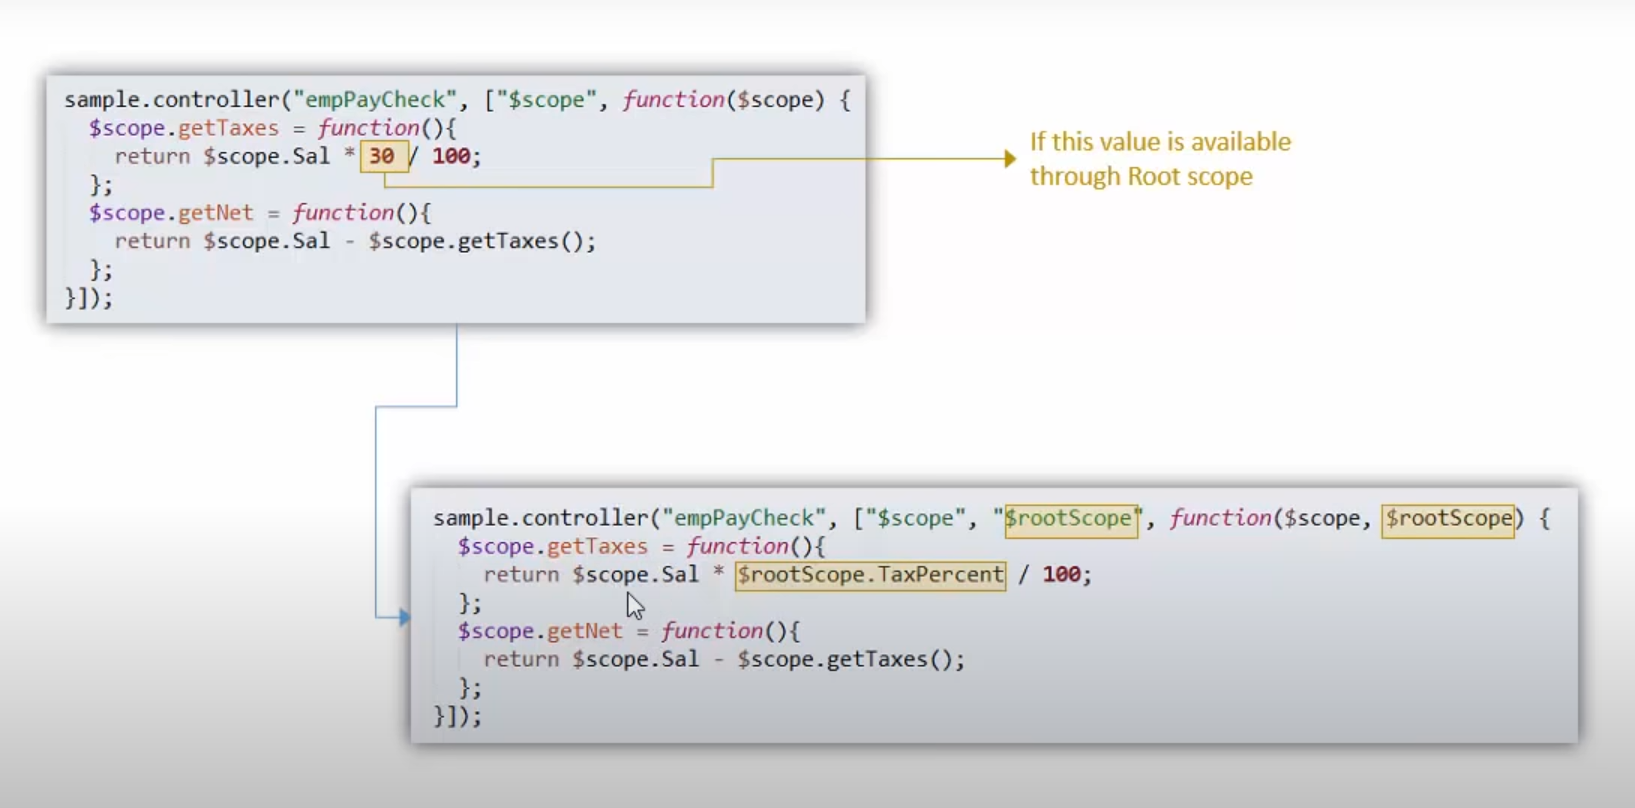 sample.controller("empPayCheck", ["$scope", function($scope) {
$scope.getTaxes = function(){
return $scope.Sal * 30 / 100;
};
$scope.getNet = function(){
return $scope.Sal - $scope.getTaxes();
};
}]);
If this value is available
through Root scope
sample.controller("empPayCheck", ["$scope", "$rootScope", function($scope, $rootScope) {
$scope.getTaxes = function(){
return $scope.Sal * $rootScope.TaxPercent / 100;
};
$scope.getNet = function(){
return $scope.Sal - $scope.getTaxes();
};
}]);